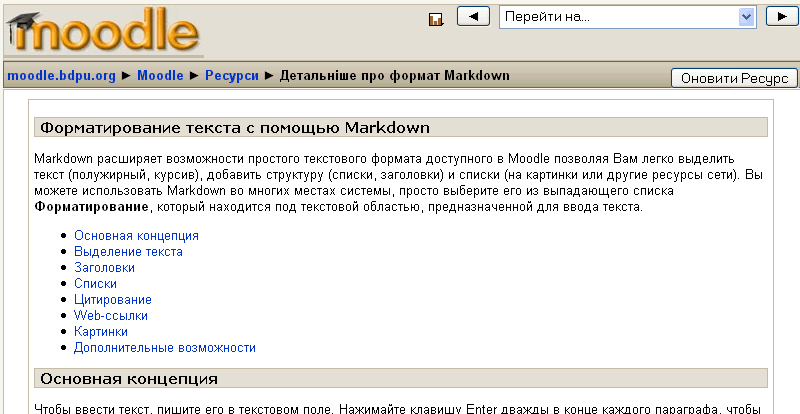 moodle
Перейти на...
moodle.bdpu.org ► Moodle ► Ресурси ► Детальніше про формат Markdown
Оновити Ресурс
Форматирование текста с помощью Markdown
Markdown расширяет возможности простого текстового формата доступного в Moodle позволяя Вам легко выделить
текст (полужирный, курсив), добавить структуру (списки, заголовки) и списки (на картинки или другие ресурсы сети). Вы
можете использовать Markdown во многих местах системы, просто выберите его из выпадающего списка
Форматирование, который находится под текстовой областью, предназначенной для ввода текста.
• Основная концепция
• Выделение текста
• Заголовки
• Списки
• Цитирование
• Web-ссылки
• Картинки
• Дополнительные возможности
Основная концепция
Чтобы ввести текст, пишите его в текстовом поле. Нажимайте клавишу Enter дважды в конце каждого параграфа, чтобы